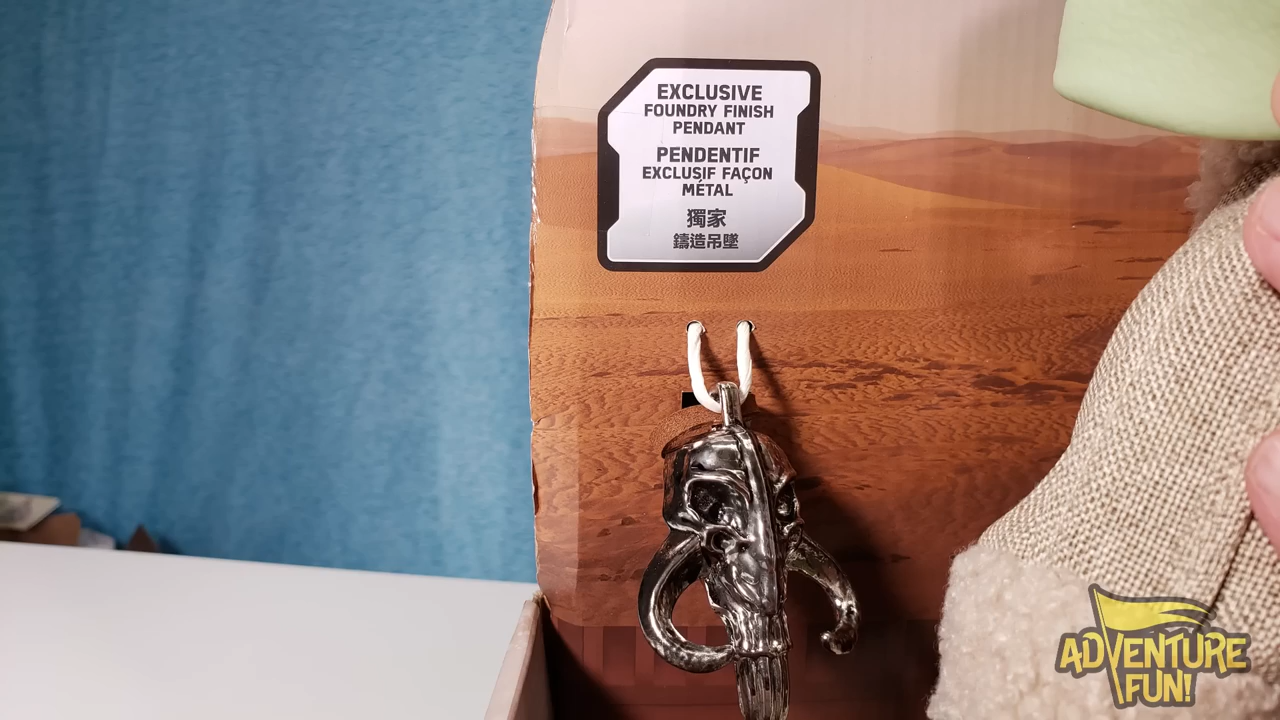 EXCLUSIVE
FOUNDRY FINISH
PENDANT
PENDENTIF
EXCLUSIF FAÇON
MÉTAL
獨家
鑄造吊墜
ADVENTURE
FUN!